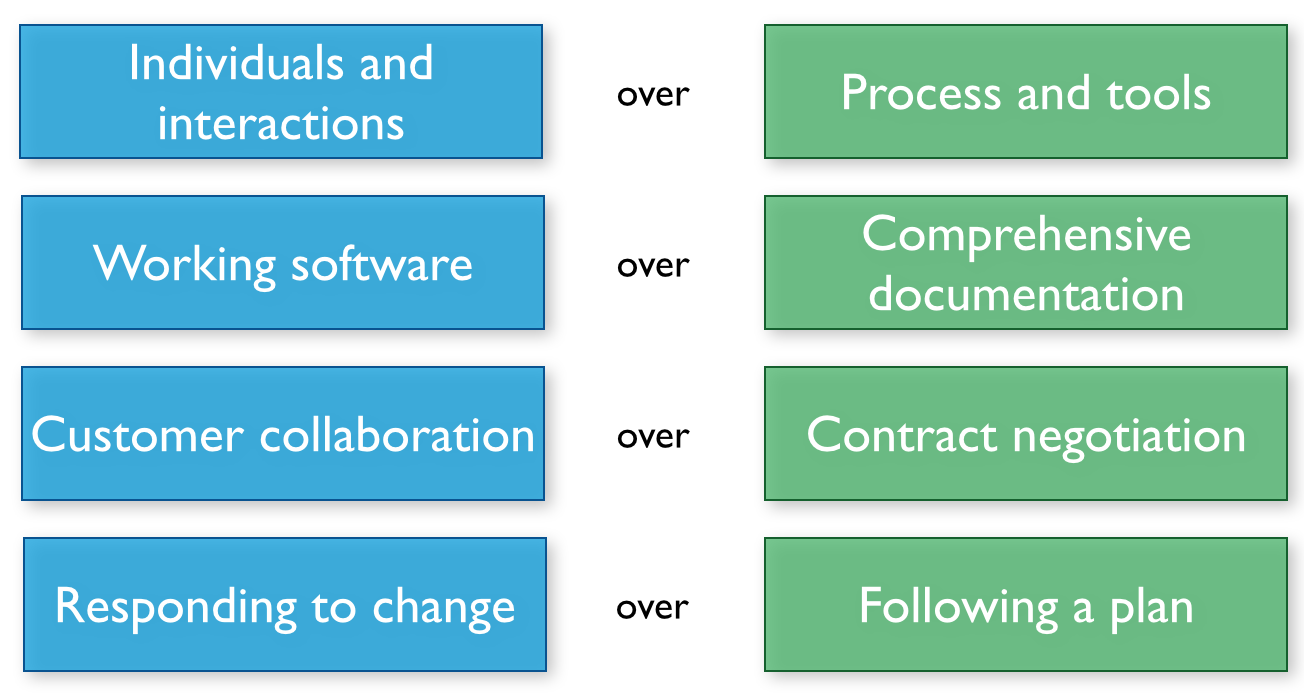 Individuals and
interactions
over
Process and tools
Working software
over
Comprehensive
documentation
Customer collaboration
over
Contract negotiation
Responding to change
over
Following a plan